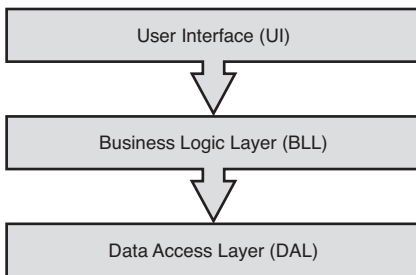 User Interface (UI)
Business Logic Layer (BLL)
Data Access Layer (DAL)